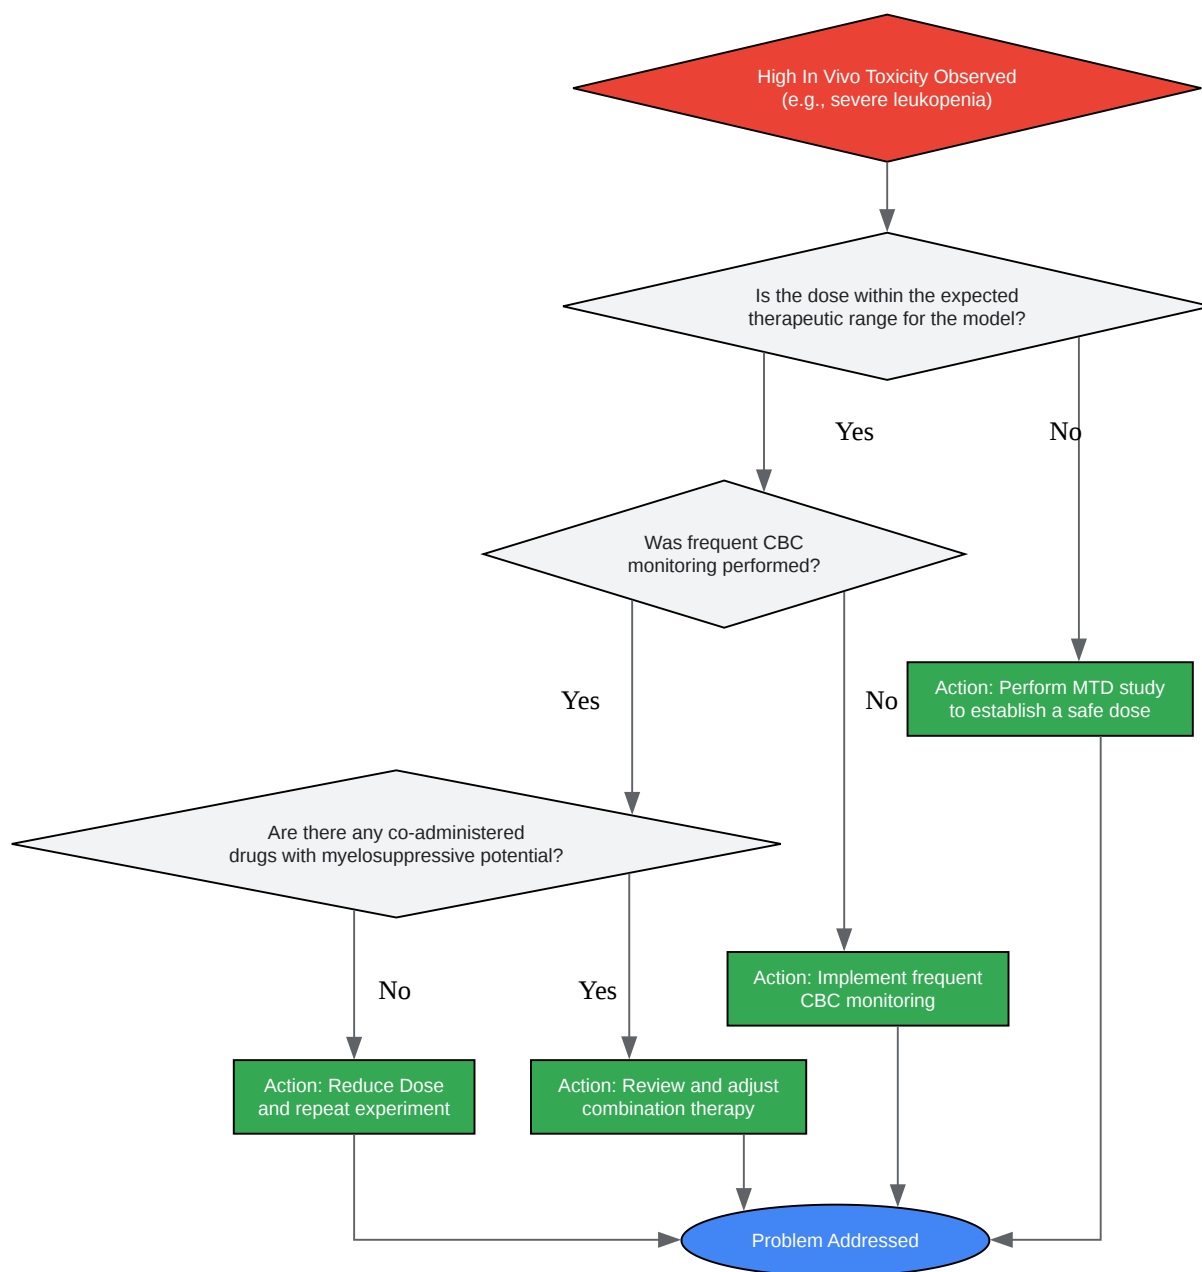 High In Vivo Toxicity Observed
(e.g., severe leukopenia)
Is the dose within the expected
therapeutic range for the model?
Yes
No
Was frequent CBC
monitoring performed?
Yes
No
Action: Perform MTD study
to establish a safe dose
Are there any co-administered
drugs with myelosuppressive potential?
No
Yes
Action: Implement frequent
CBC monitoring
Action: Reduce Dose
and repeat experiment
Action: Review and adjust
combination therapy
Problem Addressed